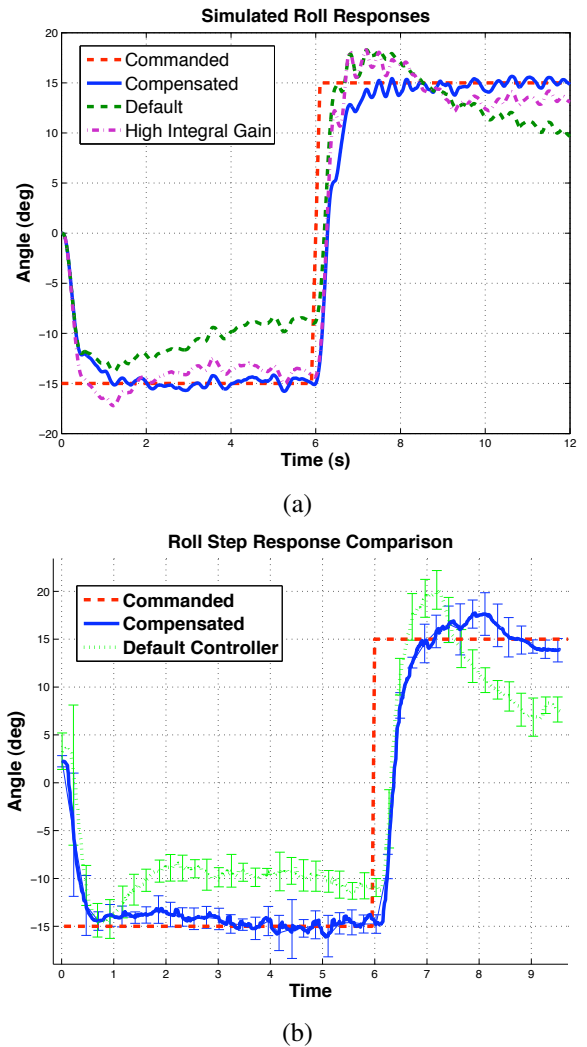 Simulated Roll Responses
20
15
10
5
0
−5
−10
−15
−20
Angle (deg)
Commanded
Compensated
Default
High Integral Gain
0 2 4 6 8 10 12
Time (s)
(a)
Roll Step Response Comparison
20
15
10
5
0
−5
−10
−15
Angle (deg)
Commanded
Compensated
Default Controller
0 1 2 3 4 5 6 7 8 9
Time
(b)